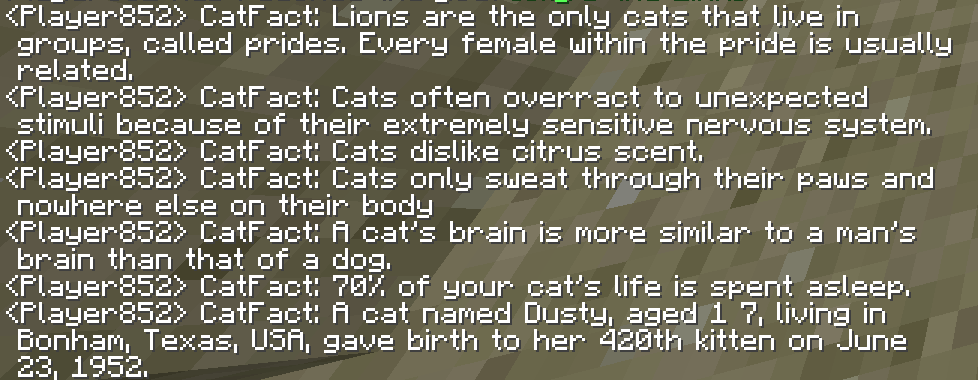 <Player852> CatFact: Lions are the only cats that live in
groups, called prides. Every female within the pride is usually
related.
<Player852> CatFact: Cats often overract to unexpected
stimuli because of their extremely sensitive nervous system.
<Player852> CatFact: Cats dislike citrus scent.
<Player852> CatFact: Cats only sweat through their paws and
nowhere else on their body
<Player852> CatFact: A cat's brain is more similar to a man's
brain than that of a dog.
<Player852> CatFact: 70% of your cat's life is spent asleep.
<Player852> CatFact: A cat named Dusty, aged 1 7, living in
Bonham, Texas, USA, gave birth to her 420th kitten on June
23, 1952.